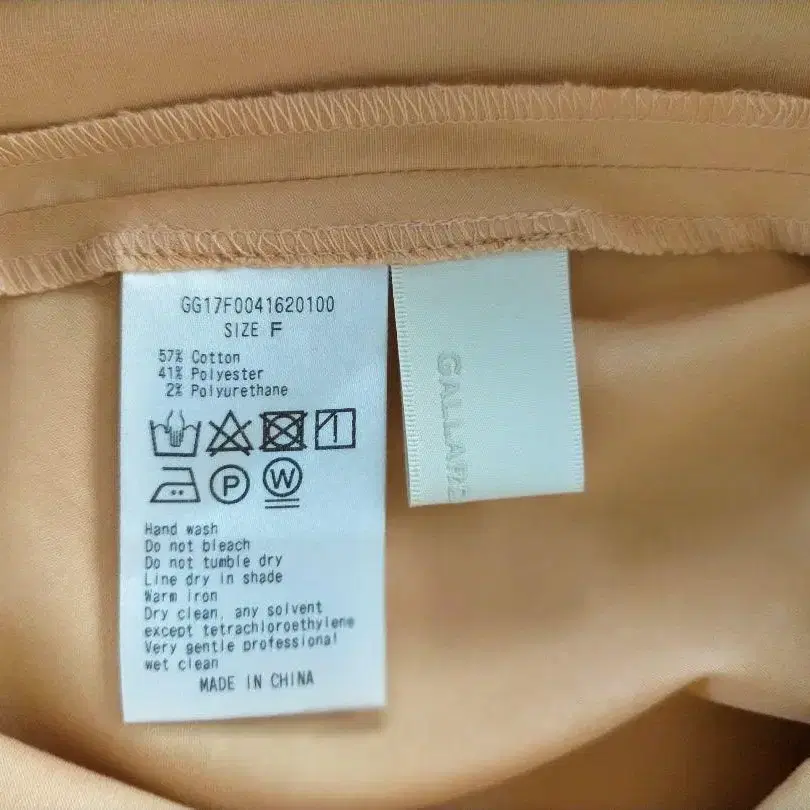 GG17F0041620100
SIZE F
57% Cotton
41% Polyester
2% Polyurethane
P
W
Hand wash
Do not bleach
Do not tumble dry
Line dry in shade
Warm iron
Dry clean, any solvent
except tetrachloroethylene
Very gentle professional
wet clean
MADE IN CHINA